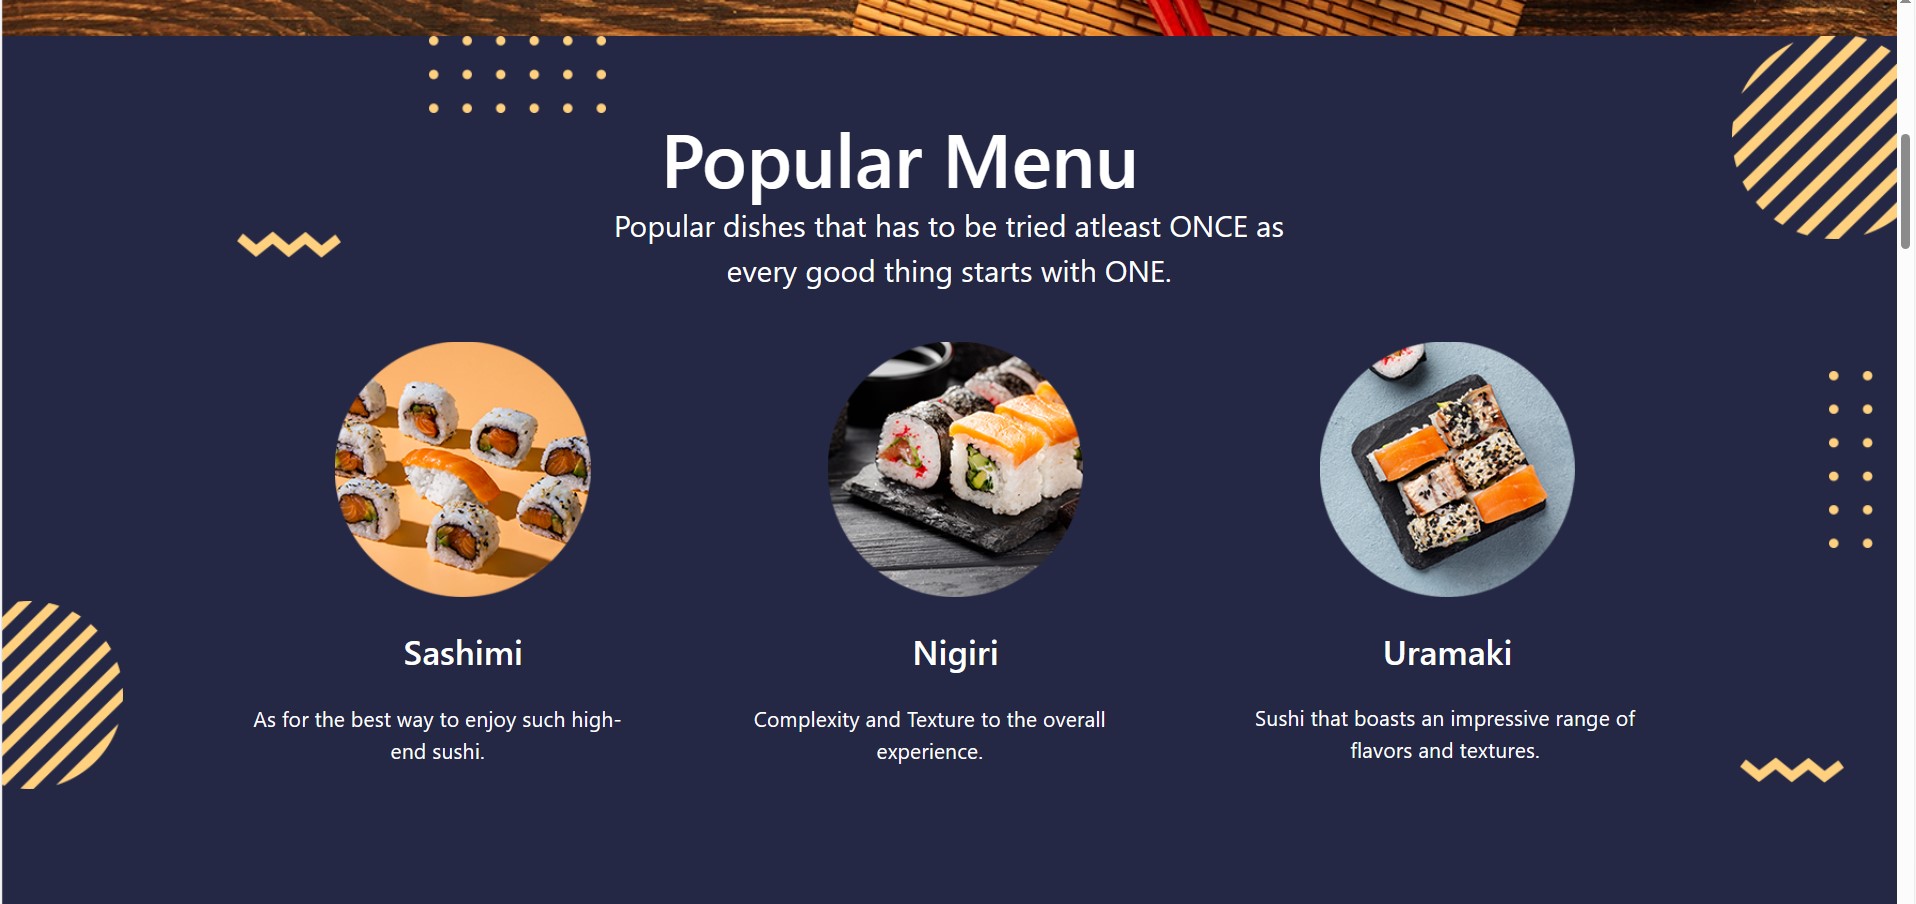 Popular Menu
Popular dishes that has to be tried atleast ONCE as
every good thing starts with ONE.
Sashimi
As for the best way to enjoy such high-
end sushi.
Nigiri
Complexity and Texture to the overall
experience.
Uramaki
Sushi that boasts an impressive range of
flavors and textures.